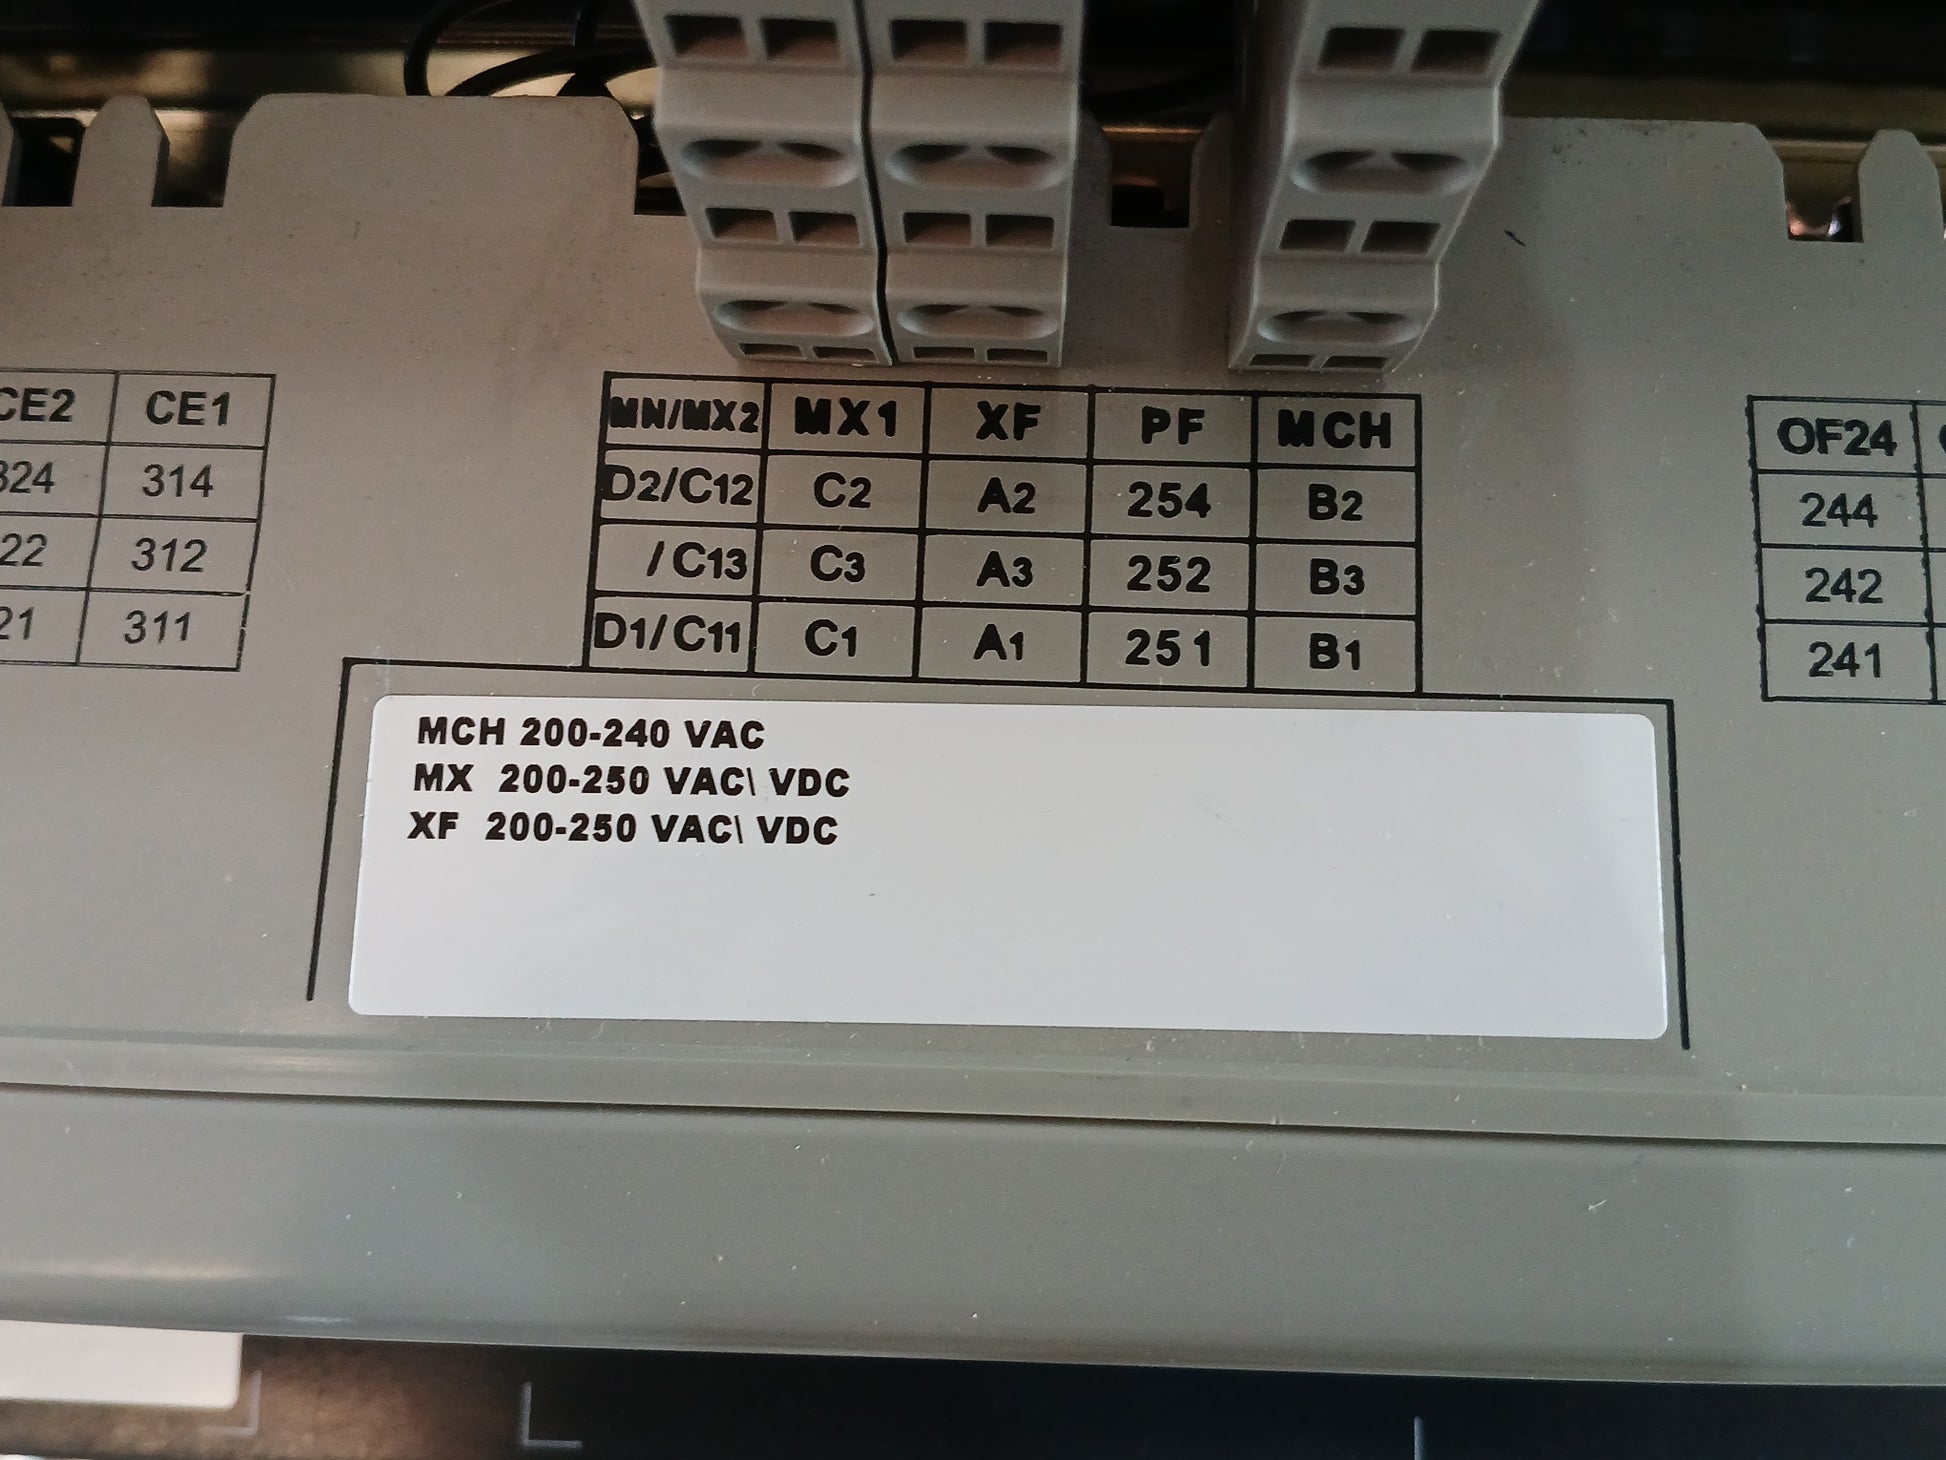 CE2 CE1
324 314
22 312
21 311
MN/MX2 MX1 XF PF MCH
D2/C12 C2 A2 254 B2
/C13 C3 A3 252 B3
D1/C11 C1 A1 251 B1
OF24
244
242
241
MCH 200-240 VAC
MX 200-250 VAC\ VDC
XF 200-250 VAC\ VDC